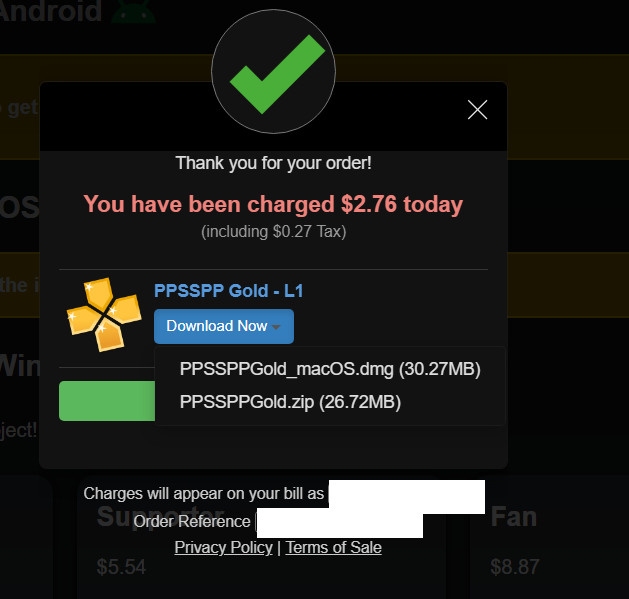 Android
get
Thank you for your order!
You have been charged $2.76 today
(including $0.27 Tax)
OS
the i
PPSSPP Gold - L1
Download Now
Win
PPSSPPGold_macOS.dmg (30.27MB)
PPSSPPGold.zip (26.72MB)
ject!
Charges will appear on your bill as
Supporter
Fan
Order Reference
Privacy Policy | Terms of Sale
$5.54
$8.87